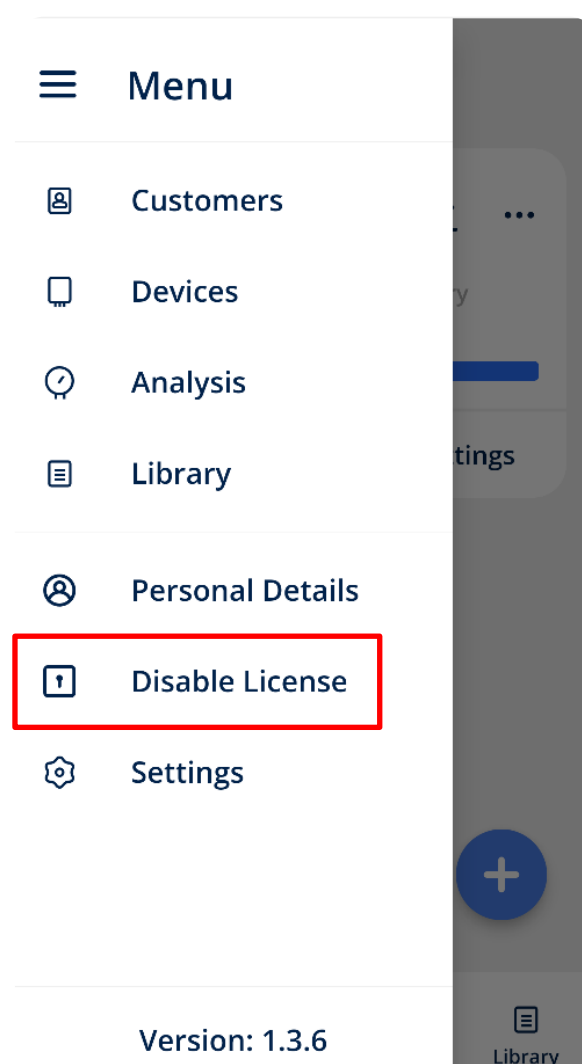 Menu
Customers
Devices
Analysis
Library
Personal Details
Disable License
Settings
Version: 1.3.6
Library